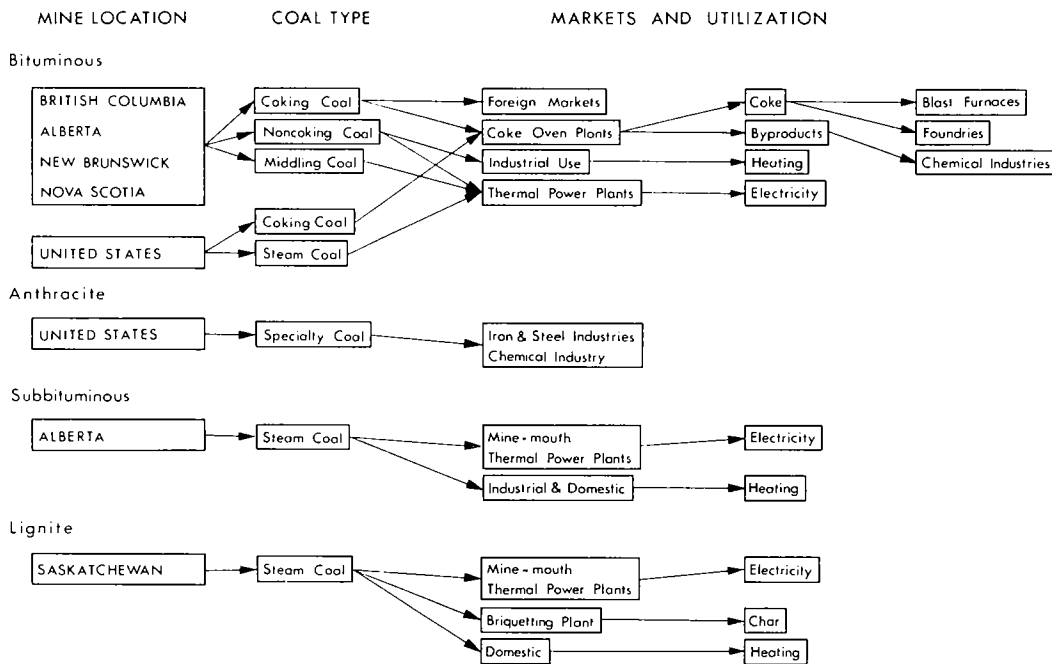 MINE LOCATION COAL TYPE MARKETS AND UTILIZATION
Bituminous
BRITISH COLUMBIA
ALBERTA
NEW BRUNSWICK
NOVA SCOTIA
Coking Coal
Noncoking Coal
Middling Coal
Foreign Markets
Coke Oven Plants
Industrial Use
Thermal Power Plants
Coke
Byproducts
Heating
Electricity
Blast Furnaces
Foundries
Chemical Industries
UNITED STATES
Coking Coal
Steam Coal
Anthracite
UNITED STATES
Specialty Coal
Iron & Steel Industries
Chemical Industry
Subbituminous
ALBERTA
Steam Coal
Mine-mouth
Thermal Power Plants
Electricity
Industrial & Domestic
Heating
Lignite
SASKATCHEWAN
Steam Coal
Mine-mouth
Thermal Power Plants
Electricity
Briquetting Plant
Char
Domestic
Heating